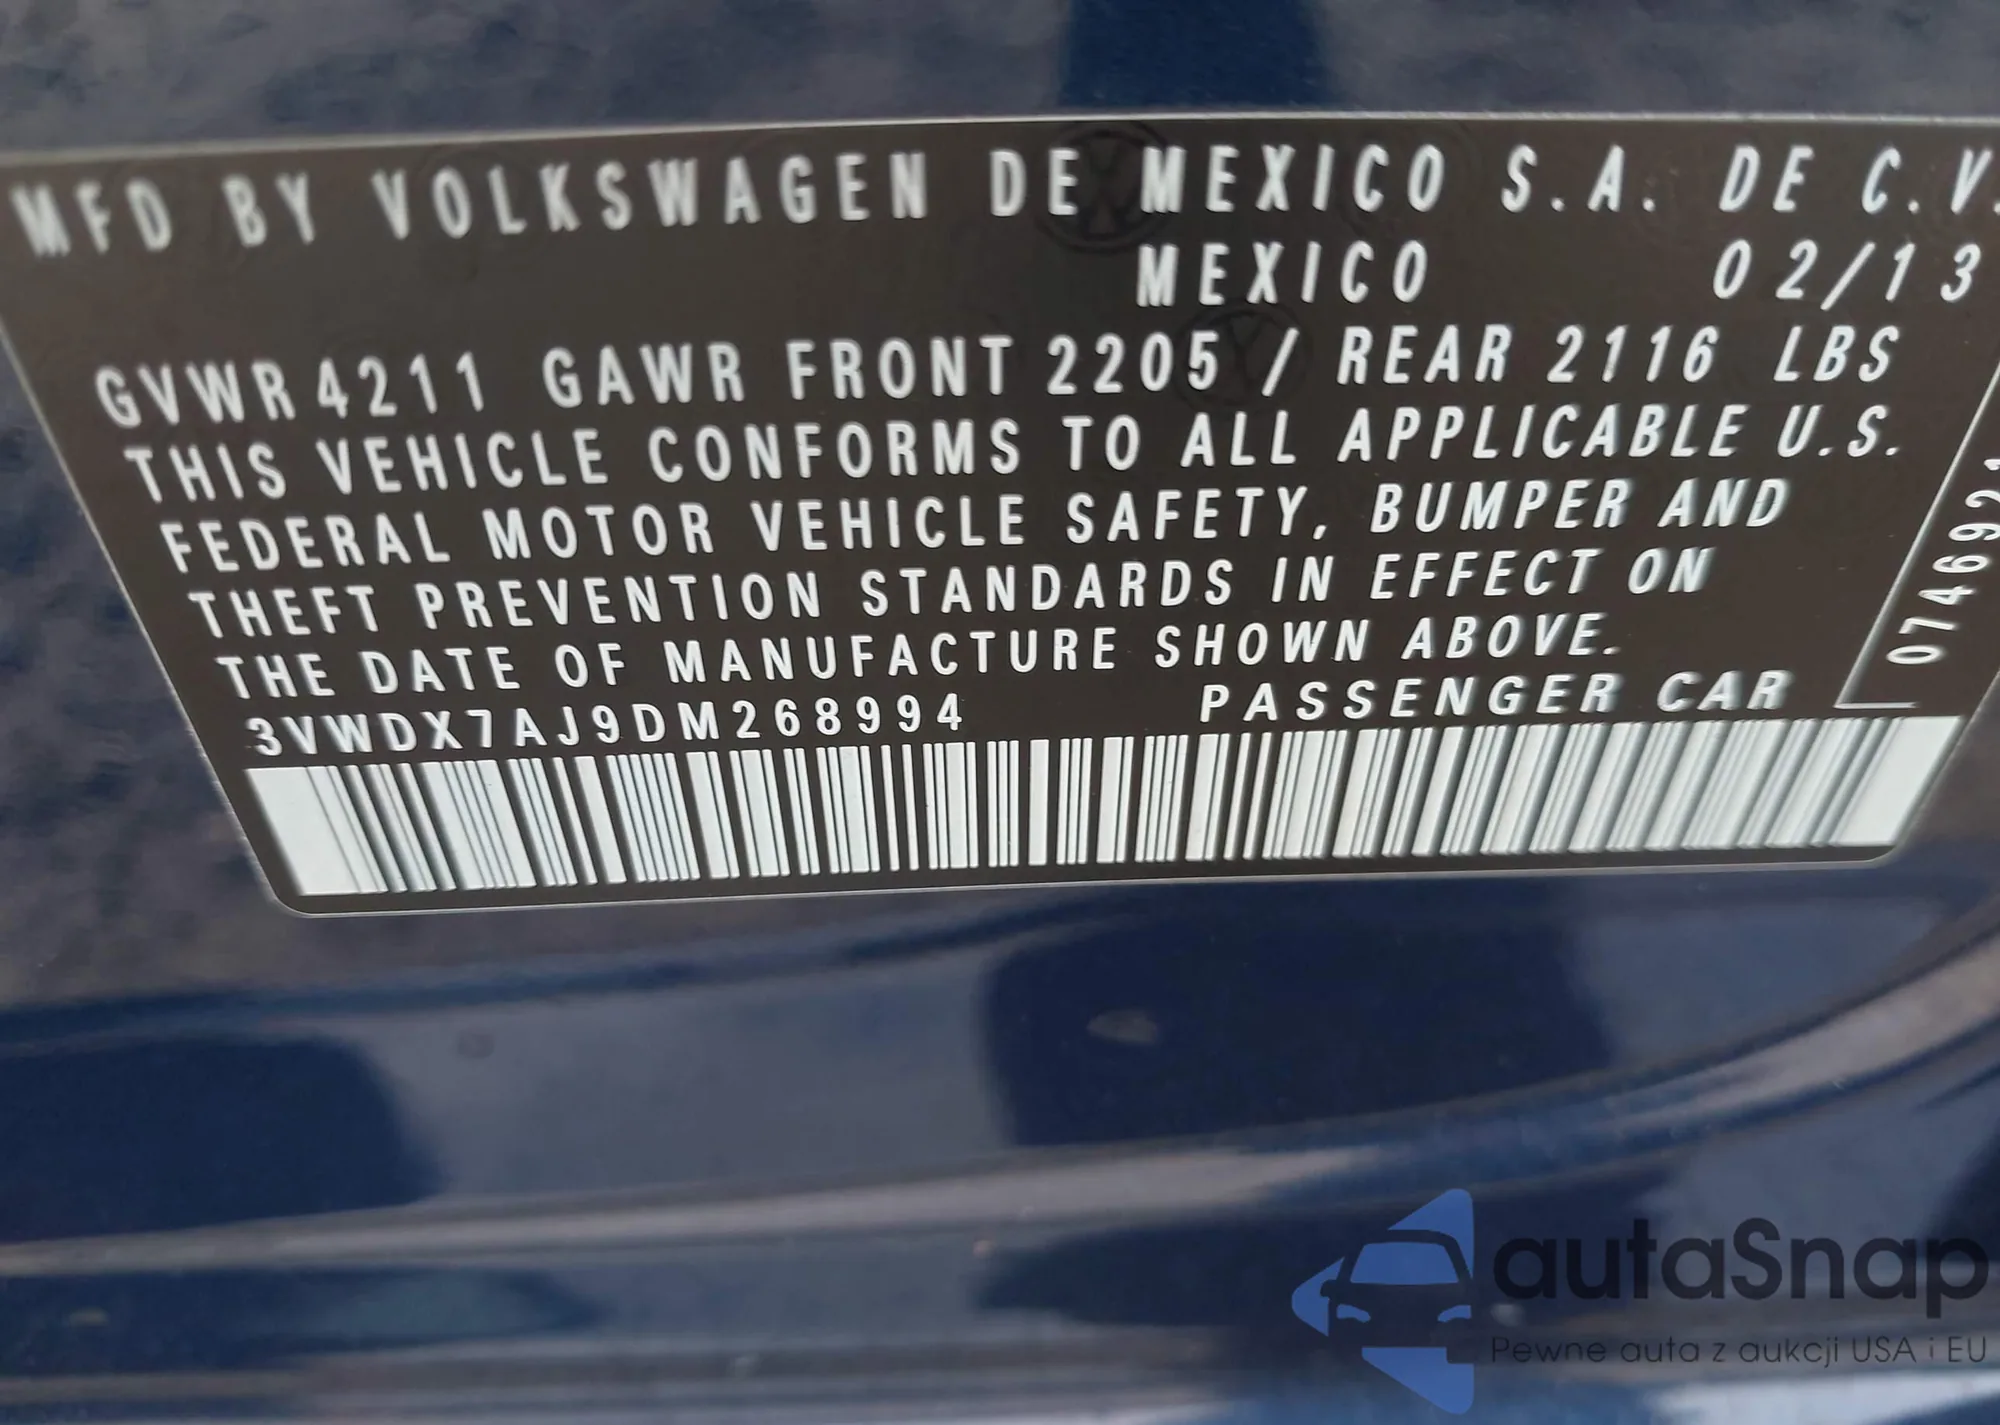 MFD BY VOLKSWAGEN DE MEXICO S.A. DE C.V.
MEXICO 02/13
GVWR 4211 GAWR FRONT 2205 / REAR 2116 LBS
THIS VEHICLE CONFORMS TO ALL APPLICABLE U.S.
FEDERAL MOTOR VEHICLE SAFETY, BUMPER AND
THEFT PREVENTION STANDARDS IN EFFECT ON
THE DATE OF MANUFACTURE SHOWN ABOVE.
3VWDX7AJ9DM268994 PASSENGER CAR
0746921
autaSnap
Pewne auta z aukcji USA i EU